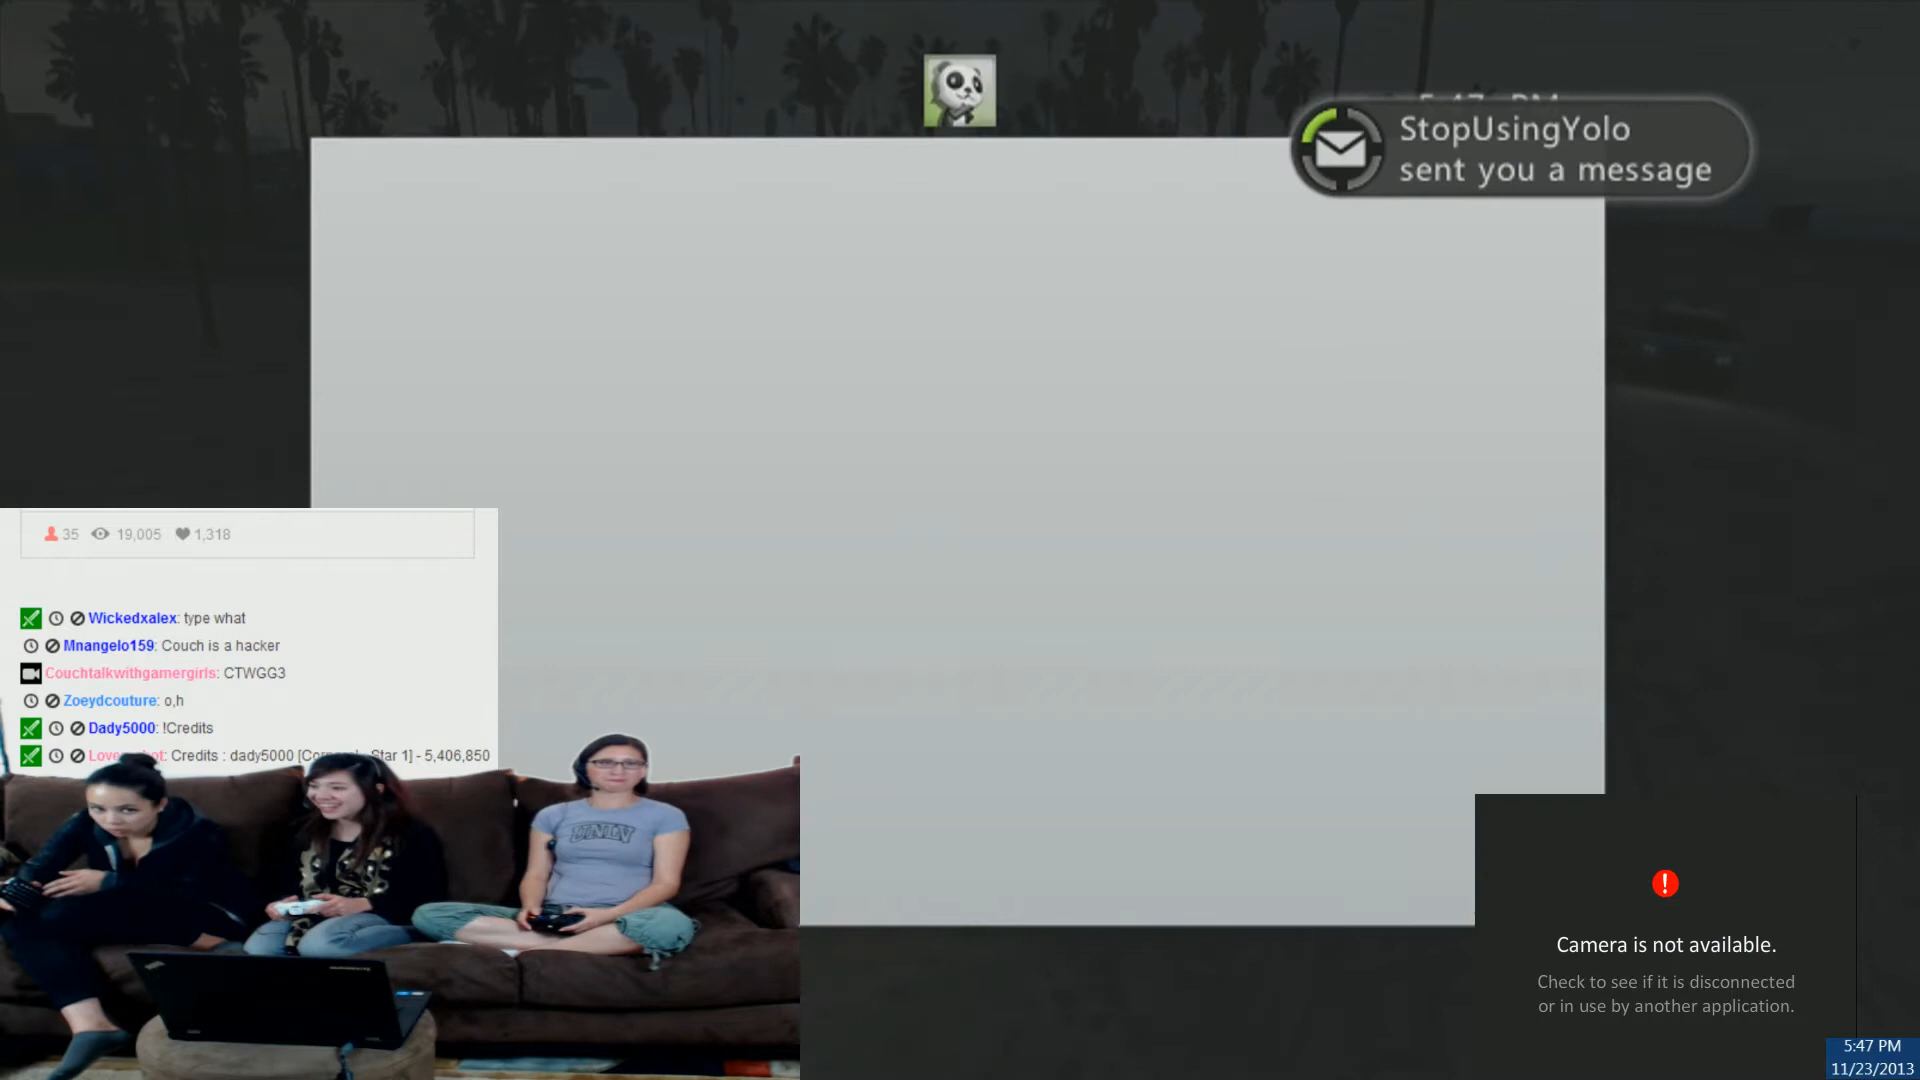 StopUsingYolo
sent you a message
35 19,005 1,318
Wickedxalex: type what
Mnangelo159: Couch is a hacker
Couchtalkwithgamergirls: CTWGG3
Zoeydcouture: o,h
Dady5000: !Credits
Credits : dady5000 Star 1] - 5,406,850
UNLV
Camera is not available.
Check to see if it is disconnected
or in use by another application.
5:47 PM
11/23/2013